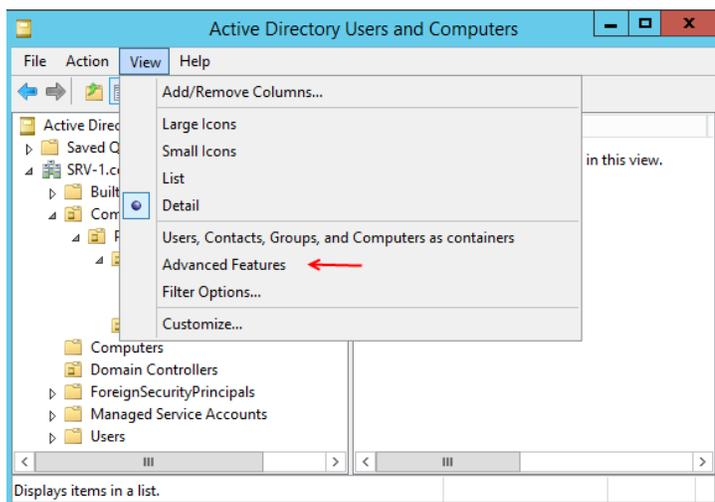 Active Directory Users and Computers
File Action View Help
Add/Remove Columns...
Active Direc
Large Icons
Saved Q
Small Icons
in this view.
SRV-1.c
List
Built
Detail
Com
Users, Contacts, Groups, and Computers as containers
Advanced Features
Filter Options...
Customize...
Computers
Domain Controllers
ForeignSecurityPrincipals
Managed Service Accounts
Users
Displays items in a list.